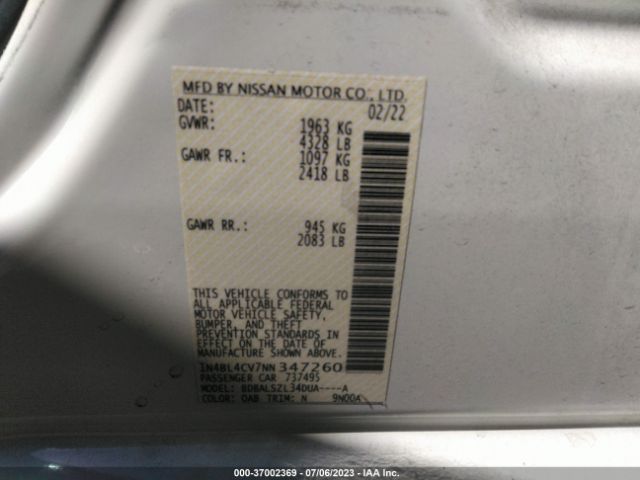 MFD BY NISSAN MOTOR CO., LTD.
DATE: 02/22
GVWR: 1963 KG
4328 LB
GAWR FR.: 1097 KG
2418 LB
GAWR RR.: 945 KG
2083 LB
THIS VEHICLE CONFORMS TO
ALL APPLICABLE FEDERAL
MOTOR VEHICLE SAFETY,
BUMPER, AND THEFT
PREVENTION STANDARDS IN
EFFECT ON THE DATE OF
MANUFACTURE SHOWN ABOVE.
1N4BL4CV7NN347260
PASSENGER CAR 737495
MODEL: BDBALSZL34DUA----A
COLOR: QAB TRIM: N 9N00A
000-37002369 | 07/06/2023 - IAA Inc.